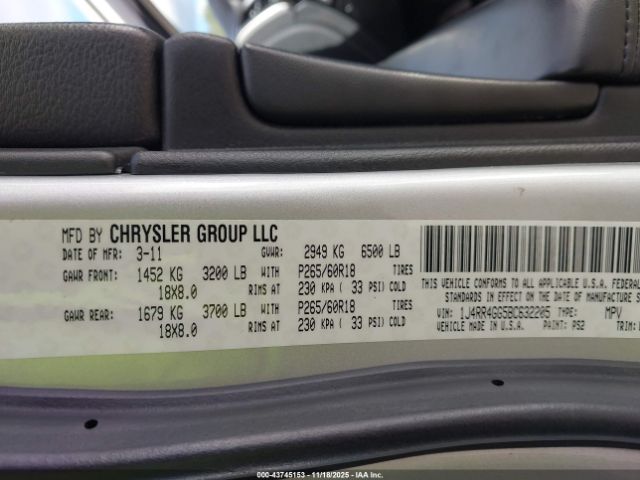 MFD BY CHRYSLER GROUP LLC
DATE OF MFR: 3-11 GVWR: 2949 KG 6500 LB
GAWR FRONT: 1452 KG 3200 LB WITH P265/60R18 TIRES
18X8.0 RIMS AT 230 KPA ( 33 PSI) COLD
GAWR REAR: 1679 KG 3700 LB WITH P265/60R18 TIRES
18X8.0 RIMS AT 230 KPA ( 33 PSI) COLD
THIS VEHICLE CONFORMS TO ALL APPLICABLE U.S.A. FEDERAL
STANDARDS IN EFFECT ON THE DATE OF MANUFACTURE
VIN: 1J4RR4GG5BC632205 TYPE: MPV
VEHICLE MADE IN U.S.A. PAINT: PS2 TRIM:
000-43745153 - 11/18/2025 - IAA Inc.